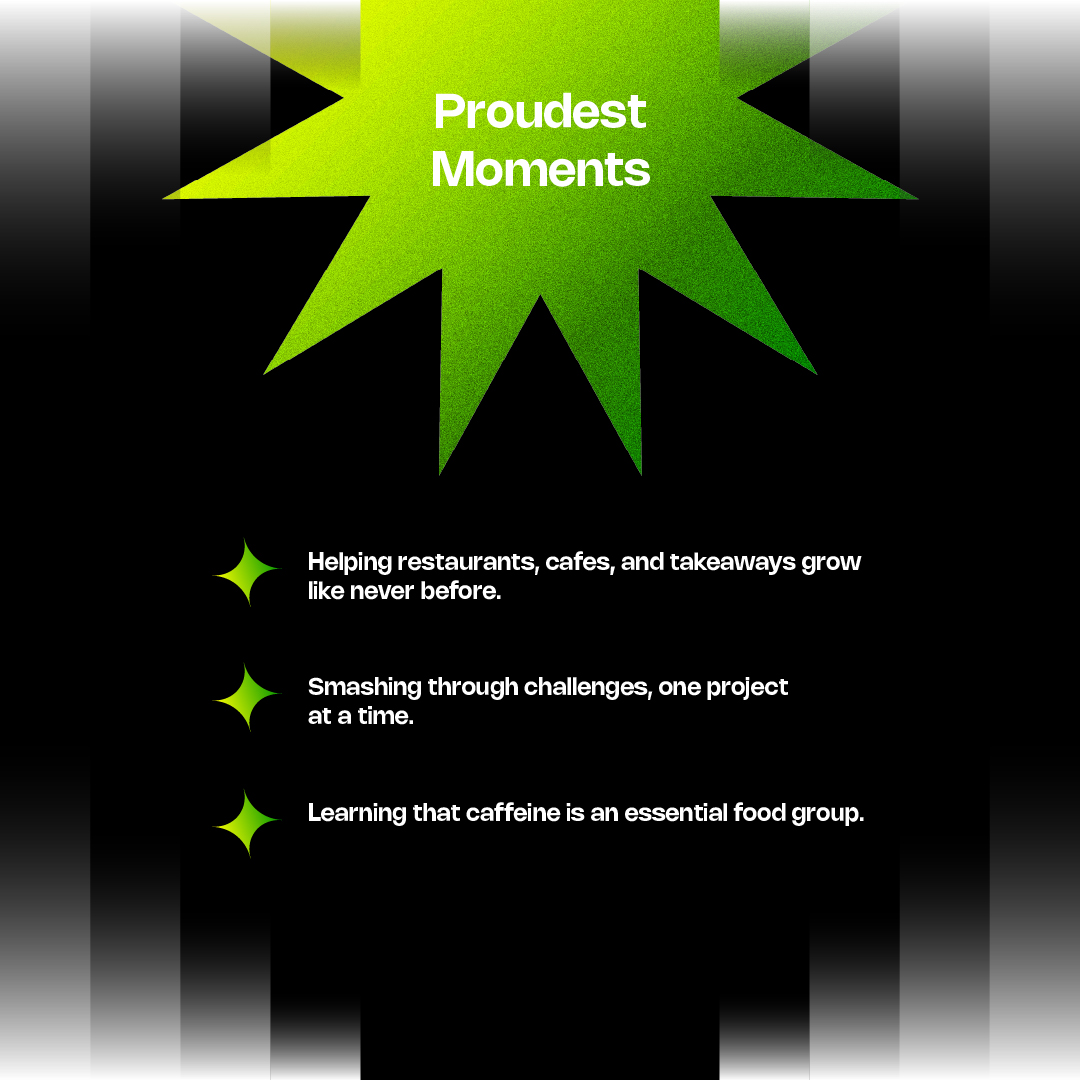 Proudest
Moments
Helping restaurants, cafes, and takeaways grow
like never before.
Smashing through challenges, one project
at a time.
Learning that caffeine is an essential food group.